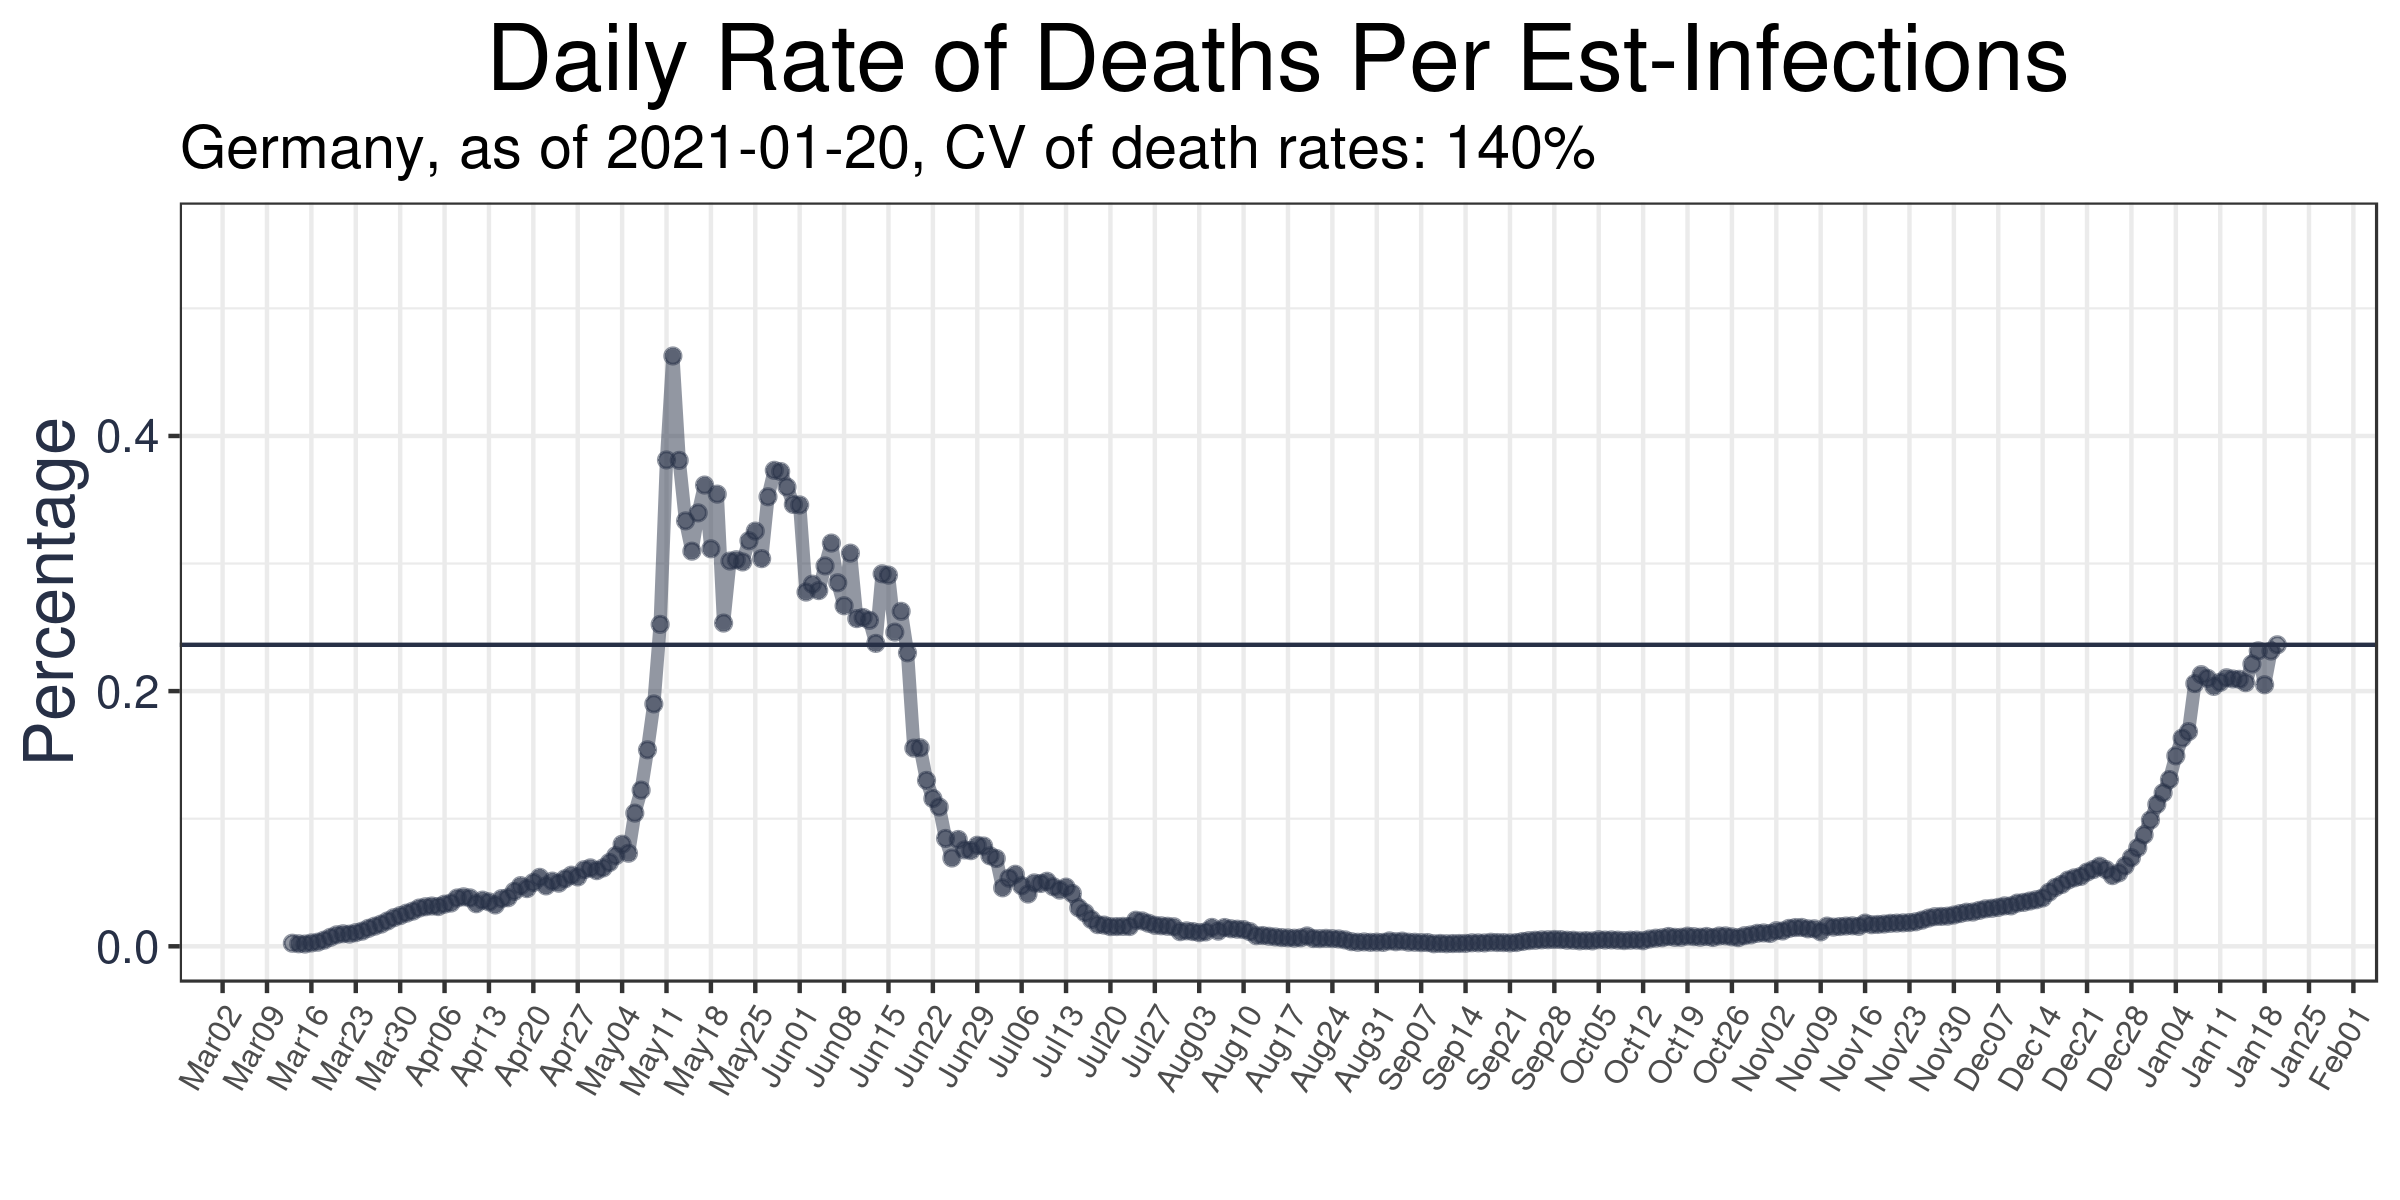 Daily Rate of Deaths Per Est-Infections
Germany, as of 2021-01-20, CV of death rates: 140%
Percentage
0.4
0.2
0.0
Mar02
Mar09
Mar16
Mar23
Mar30
Apr06
Apr13
Apr20
Apr27
May04
May11
May18
May25
Jun01
Jun08
Jun15
Jun22
Jun29
Jul06
Jul13
Jul20
Jul27
Aug03
Aug10
Aug17
Aug24
Aug31
Sep07
Sep14
Sep21
Sep28
Oct05
Oct12
Oct19
Oct26
Nov02
Nov09
Nov16
Nov23
Nov30
Dec07
Dec14
Dec21
Dec28
Jan04
Jan11
Jan18
Jan25
Feb01